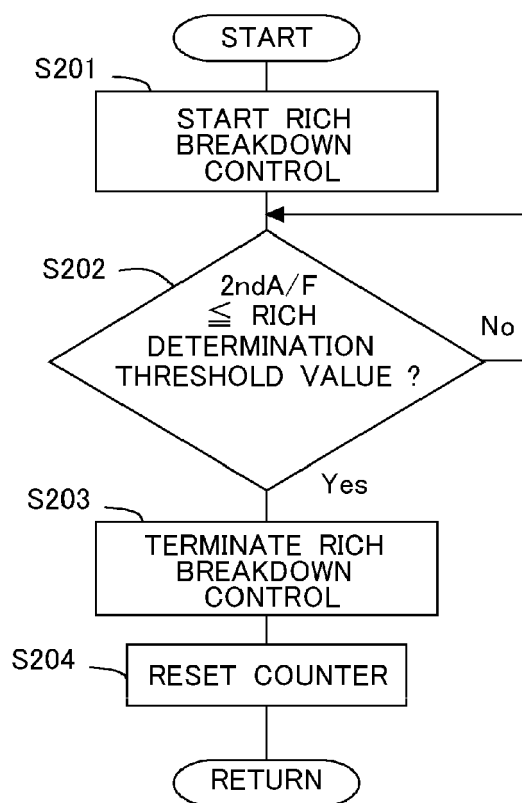 START
S201
START RICH
BREAKDOWN
CONTROL
S202
2ndA/F
≦ RICH
DETERMINATION
THRESHOLD VALUE ?
No
Yes
S203
TERMINATE RICH
BREAKDOWN
CONTROL
S204
RESET COUNTER
RETURN